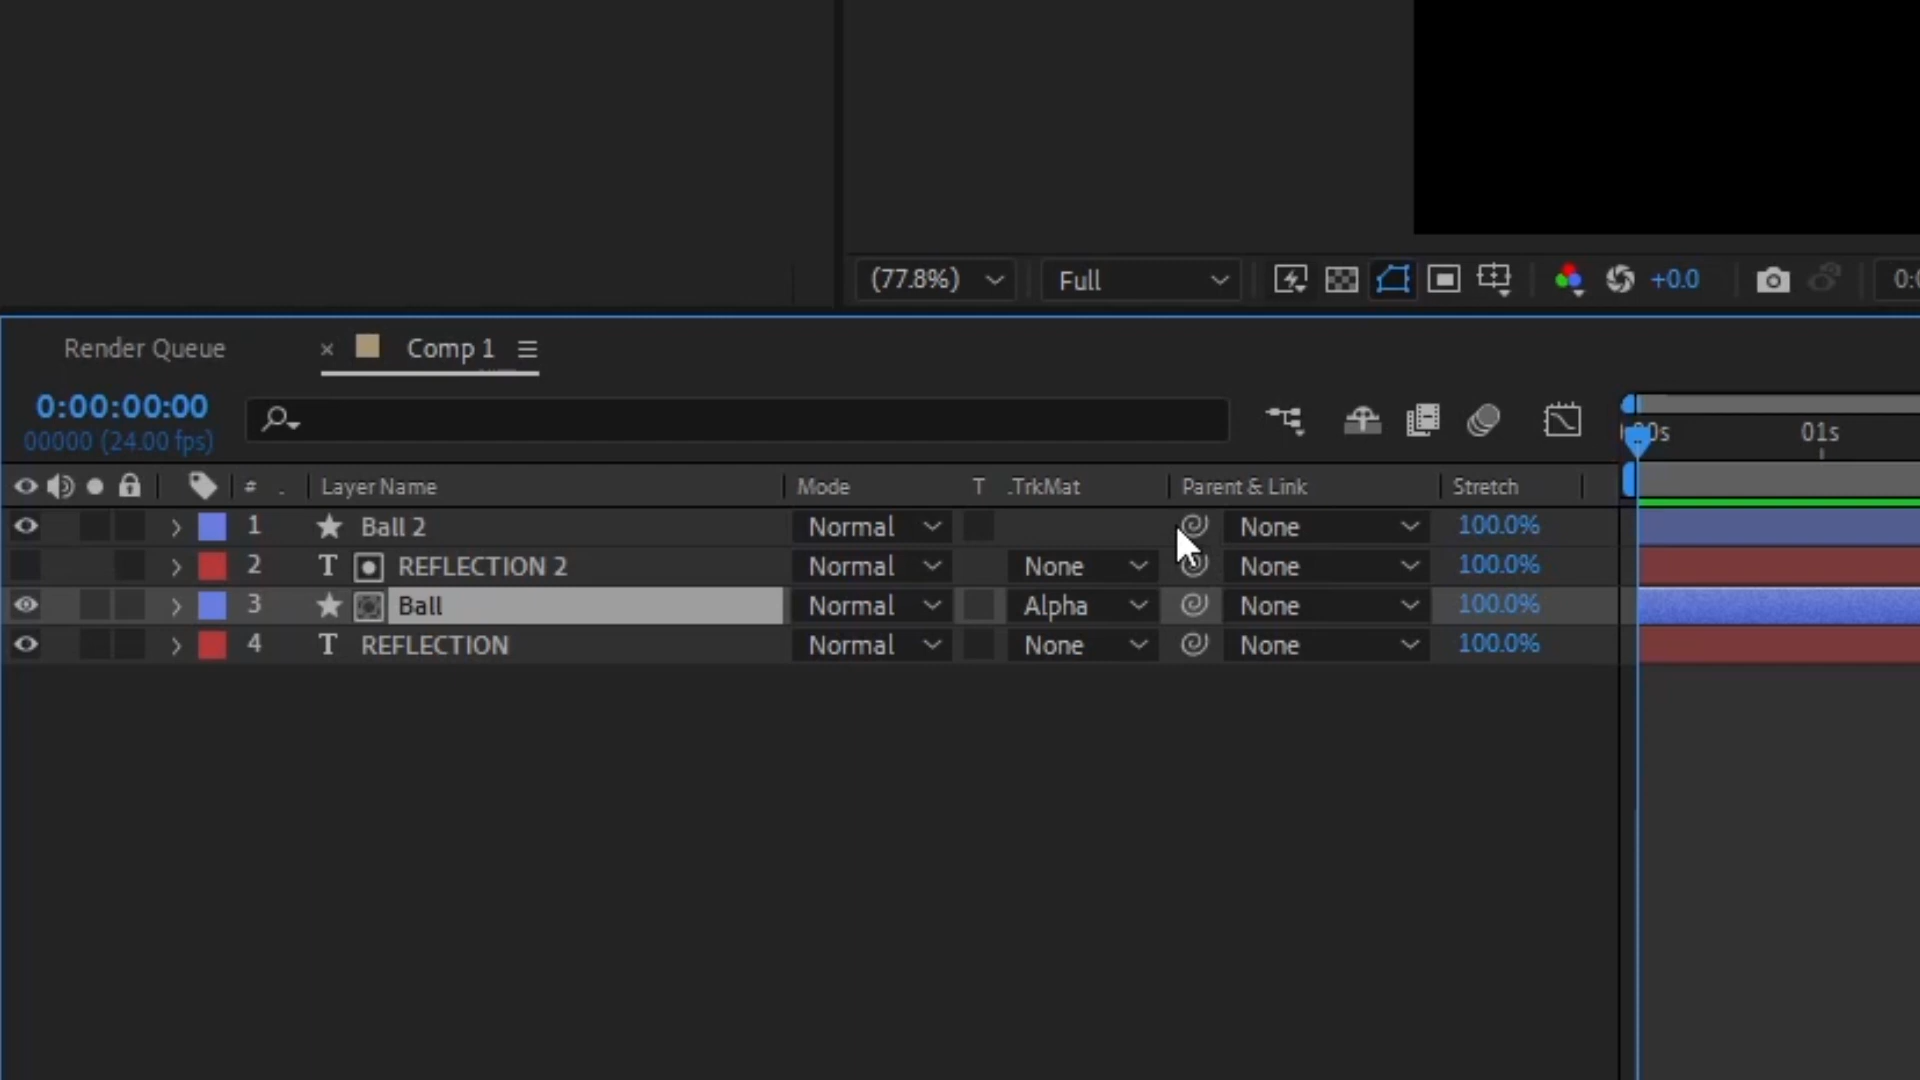 (77.8%) Full +0.0 0:
Render Queue × Comp 1
0:00:00:00
00000 (24.00 fps)
00s 01s
# . Layer Name Mode T .TrkMat Parent & Link Stretch
1 Ball 2 Normal None 100.0%
2 T REFLECTION 2 Normal None None 100.0%
3 Ball Normal Alpha None 100.0%
4 T REFLECTION Normal None None 100.0%